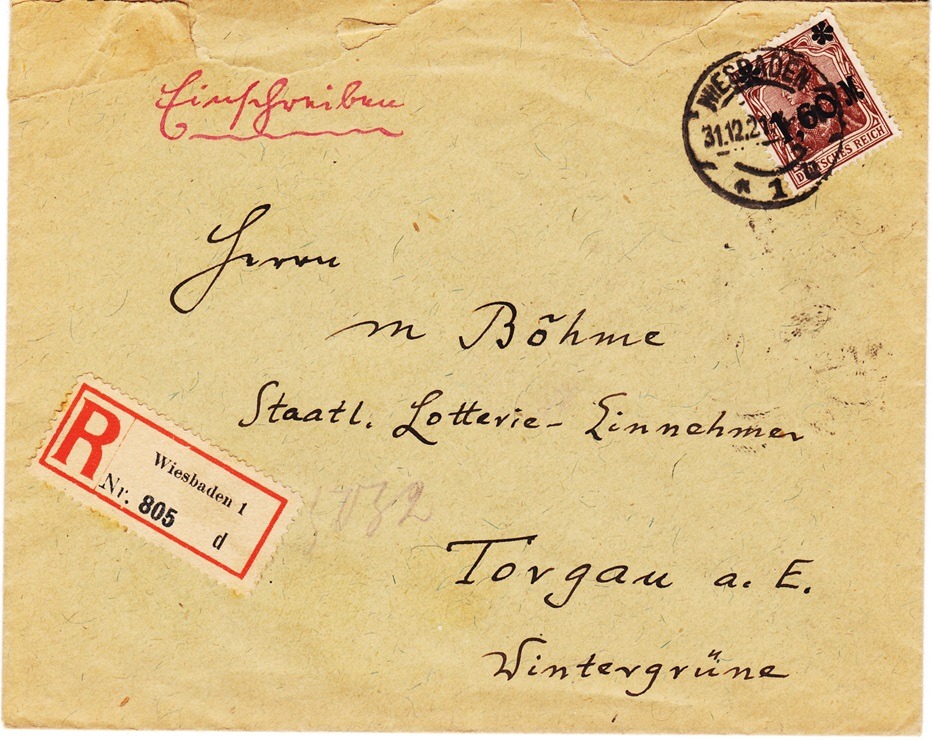 Einschreiben
WIESBADEN
31.12.21
* 1
1,60 M.
DEUTSCHES REICH
Herrn
M Böhme
Staatl. Lotterie-Einnehmer
R
Wiesbaden 1
Nr. 805
d
Torgau a. E.
Wintergrüne